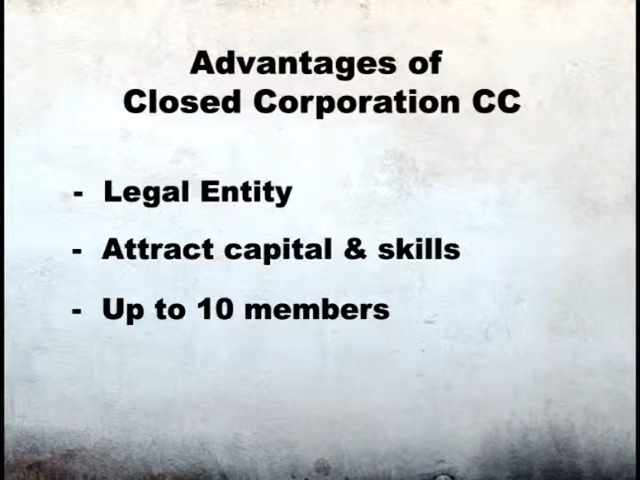 Advantages of
Closed Corporation CC
- Legal Entity
- Attract capital & skills
- Up to 10 members